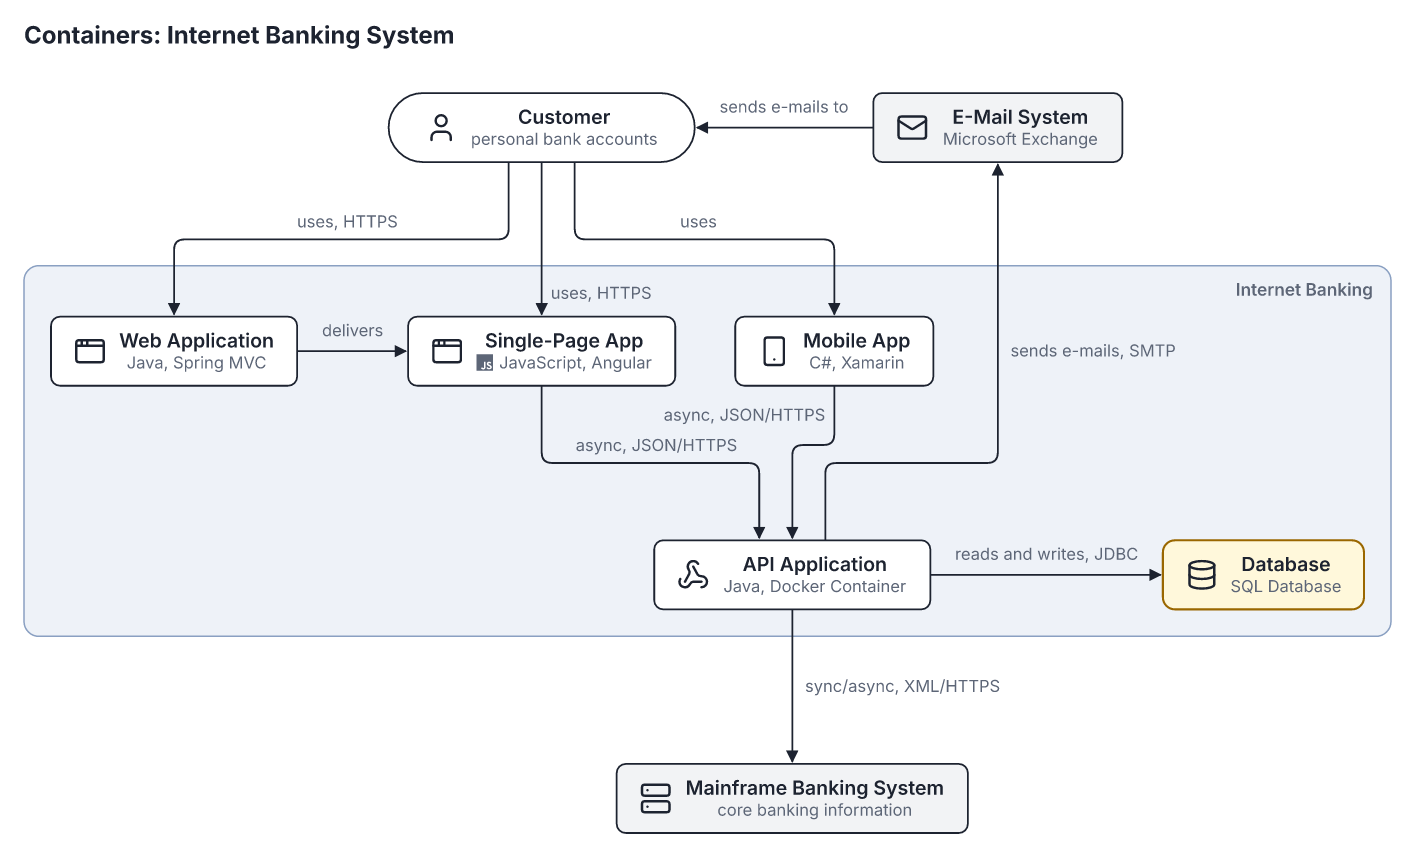 Containers: Internet Banking System
Customer
personal bank accounts
sends e-mails to
E-Mail System
Microsoft Exchange
uses, HTTPS
uses
Internet Banking
uses, HTTPS
Web Application
Java, Spring MVC
delivers
Single-Page App
JS JavaScript, Angular
Mobile App
C#, Xamarin
sends e-mails, SMTP
async, JSON/HTTPS
async, JSON/HTTPS
API Application
Java, Docker Container
reads and writes, JDBC
Database
SQL Database
sync/async, XML/HTTPS
Mainframe Banking System
core banking information